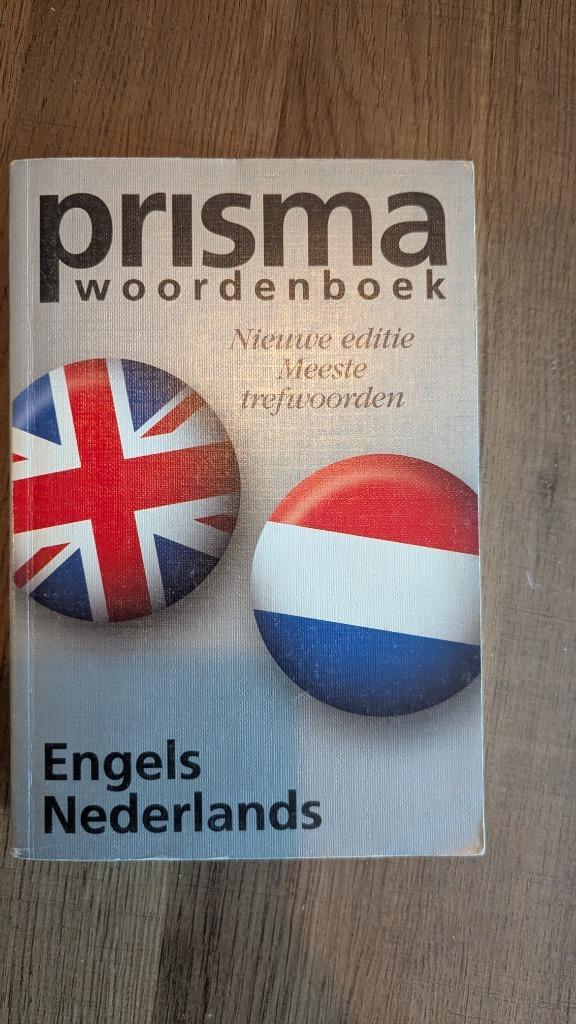 prisma
woordenboek
Nieuwe editie
Meeste
trefwoorden
Engels
Nederlands